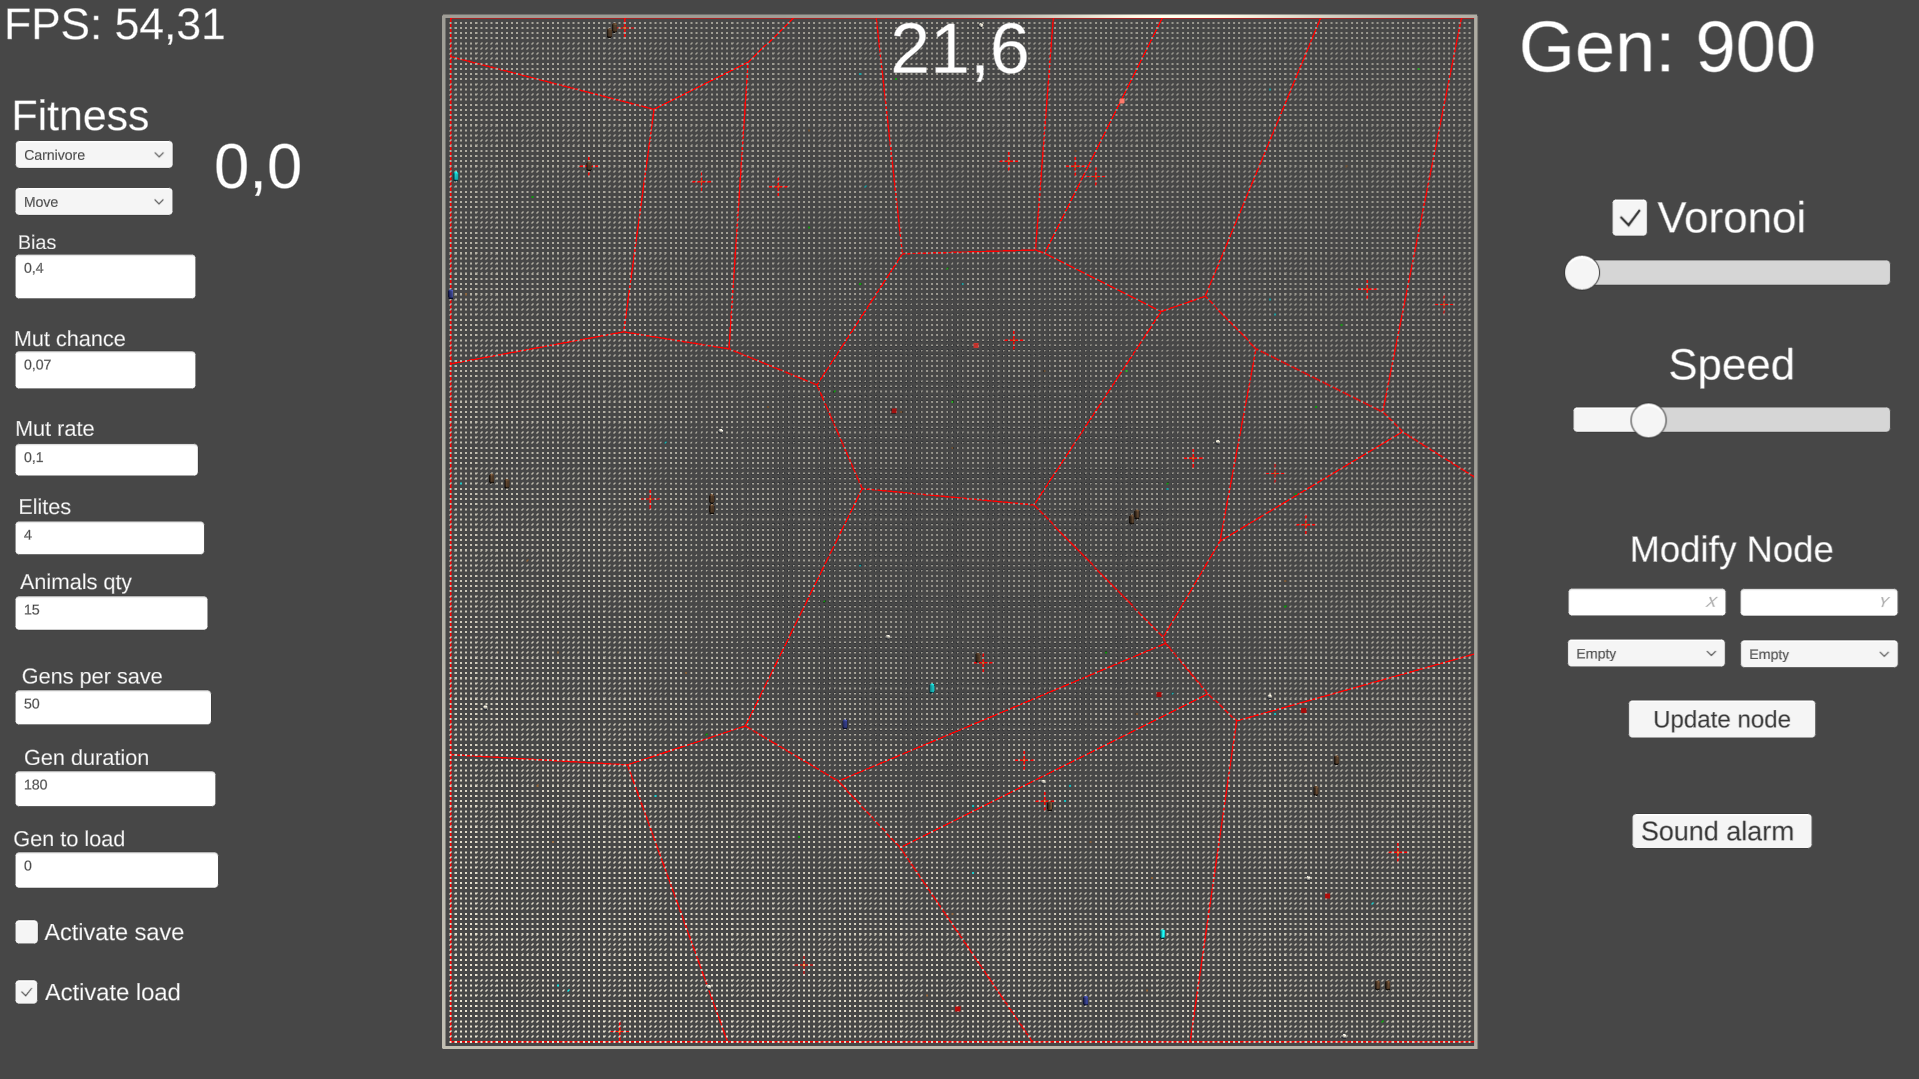 FPS: 54,31
21,6
Gen: 900
Fitness
Carnivore
0,0
Move
Bias
0,4
Mut chance
0,07
Mut rate
0,1
Elites
4
Animals qty
15
Gens per save
50
Gen duration
180
Gen to load
0
Activate save
Activate load
Voronoi
Speed
Modify Node
X Y
Empty Empty
Update node
Sound alarm